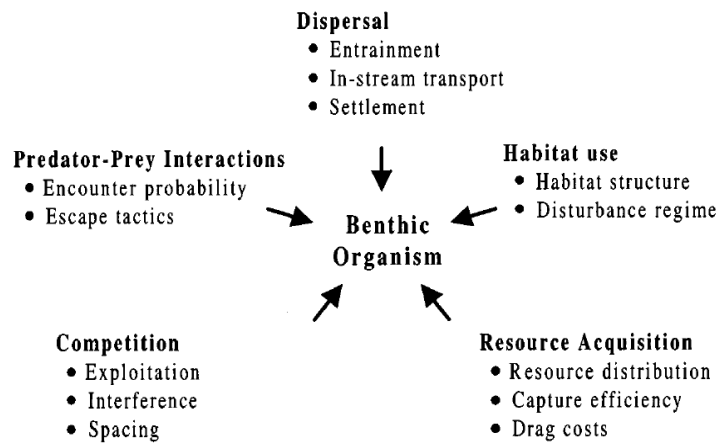 Dispersal
• Entrainment
• In-stream transport
• Settlement
Predator-Prey Interactions
• Encounter probability
• Escape tactics
Habitat use
• Habitat structure
• Disturbance regime
Benthic
Organism
Competition
• Exploitation
• Interference
• Spacing
Resource Acquisition
• Resource distribution
• Capture efficiency
• Drag costs